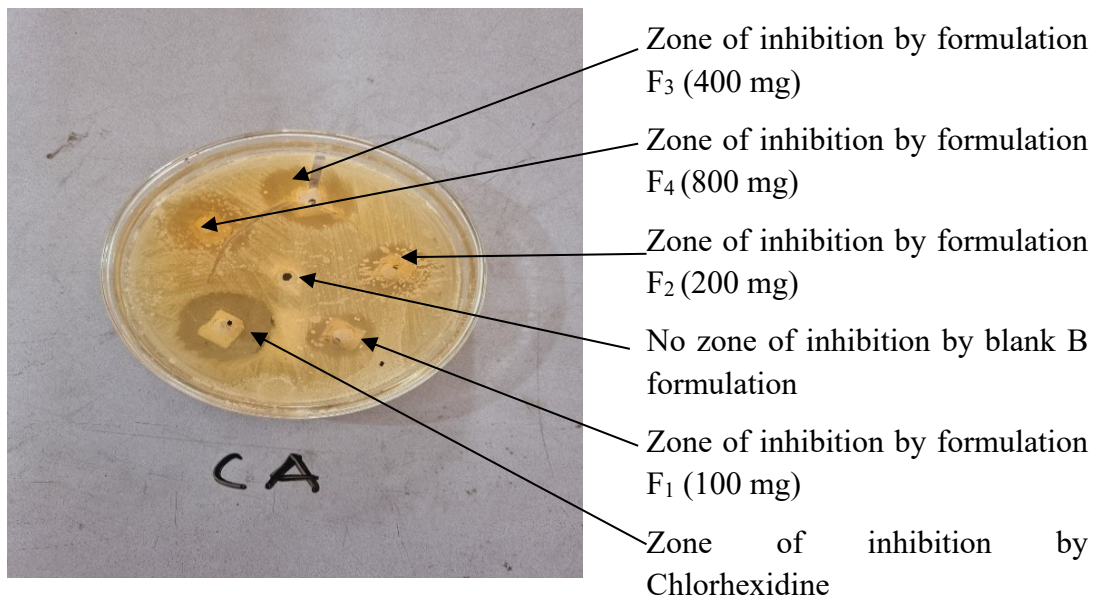 Zone of inhibition by formulation
F₃ (400 mg)
Zone of inhibition by formulation
F₄ (800 mg)
Zone of inhibition by formulation
F₂ (200 mg)
No zone of inhibition by blank B
formulation
Zone of inhibition by formulation
F₁ (100 mg)
Zone of inhibition by
Chlorhexidine
CA